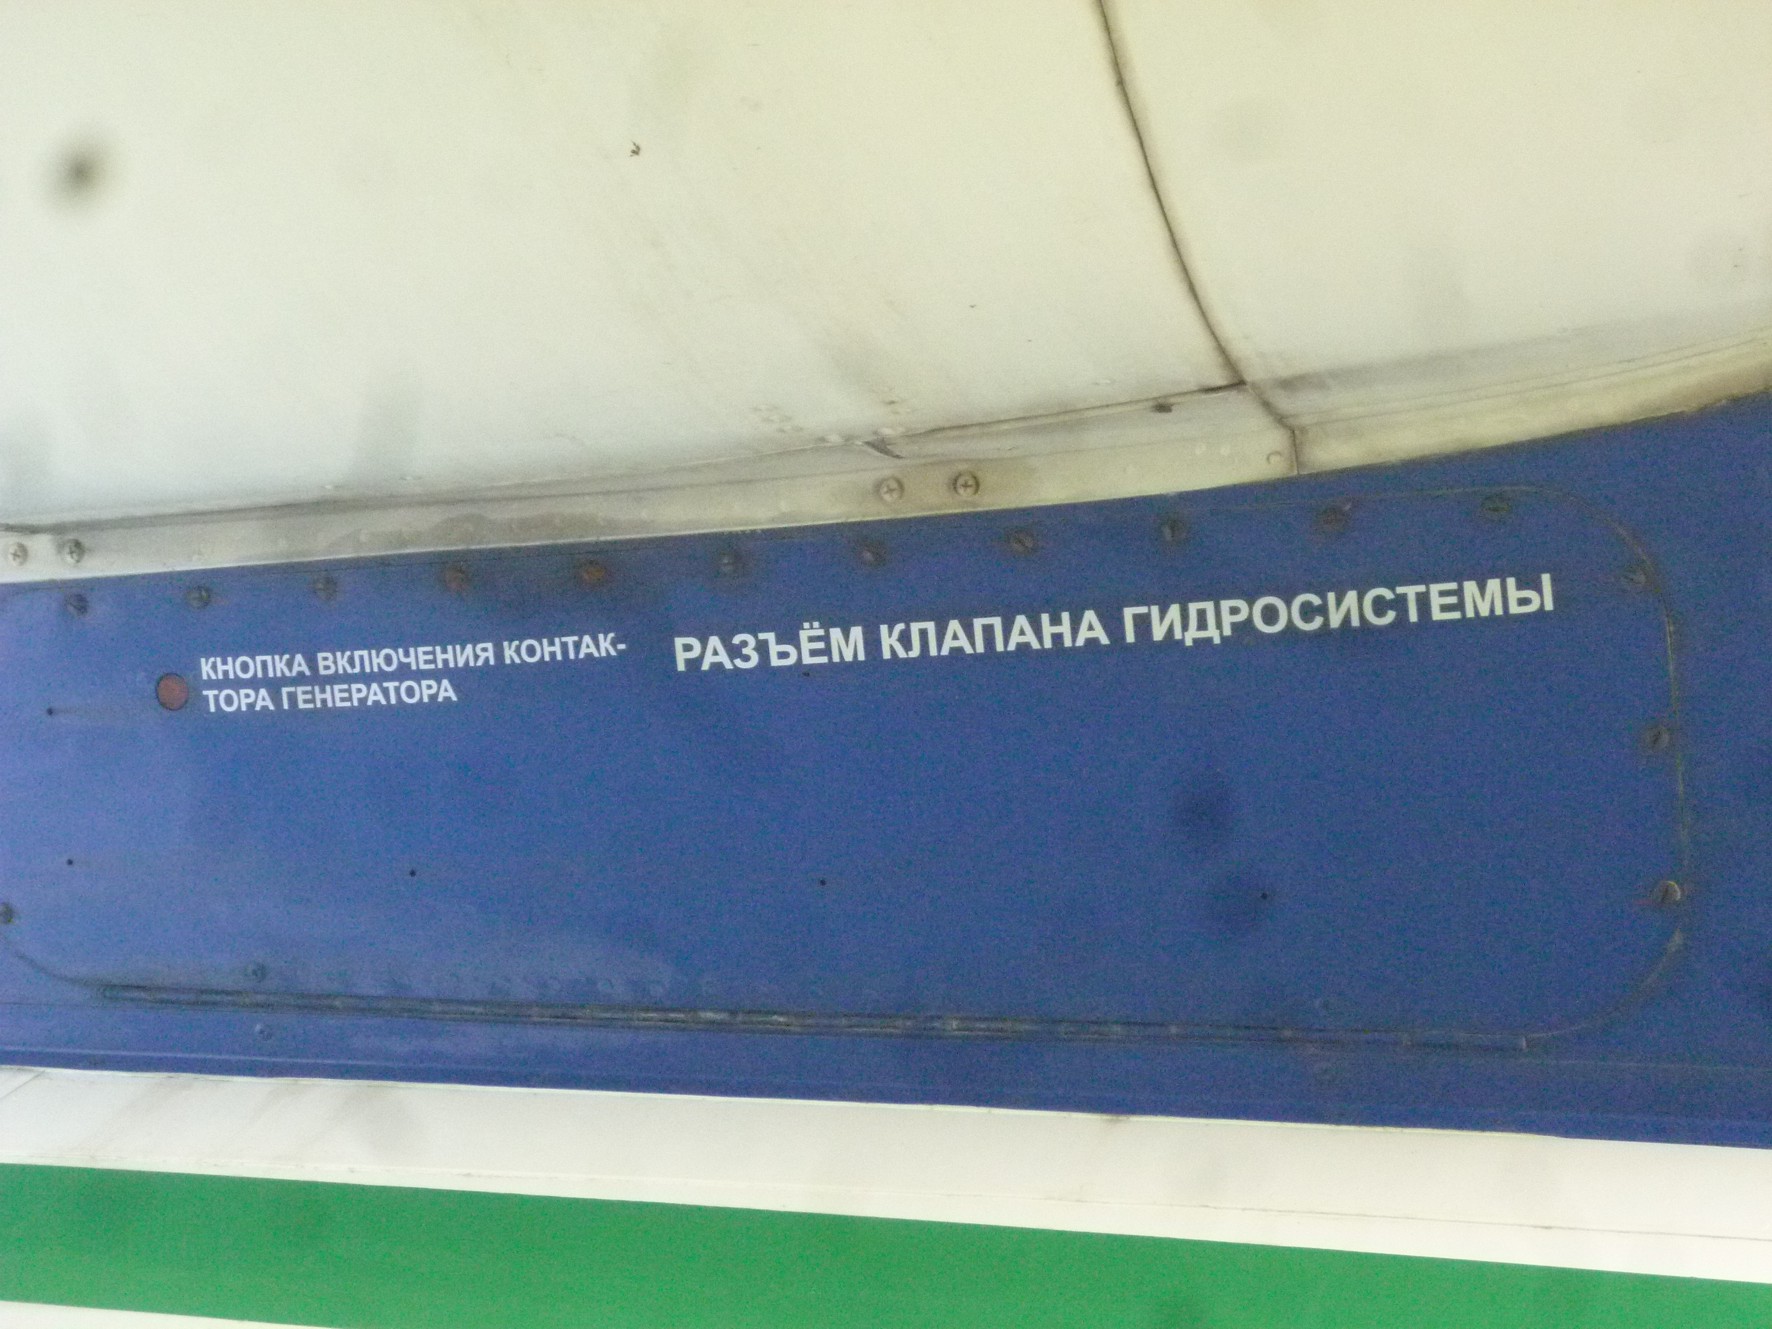 КНОПКА ВКЛЮЧЕНИЯ КОНТАК-
ТОРА ГЕНЕРАТОРА
РАЗЪЁМ КЛАПАНА ГИДРОСИСТЕМЫ